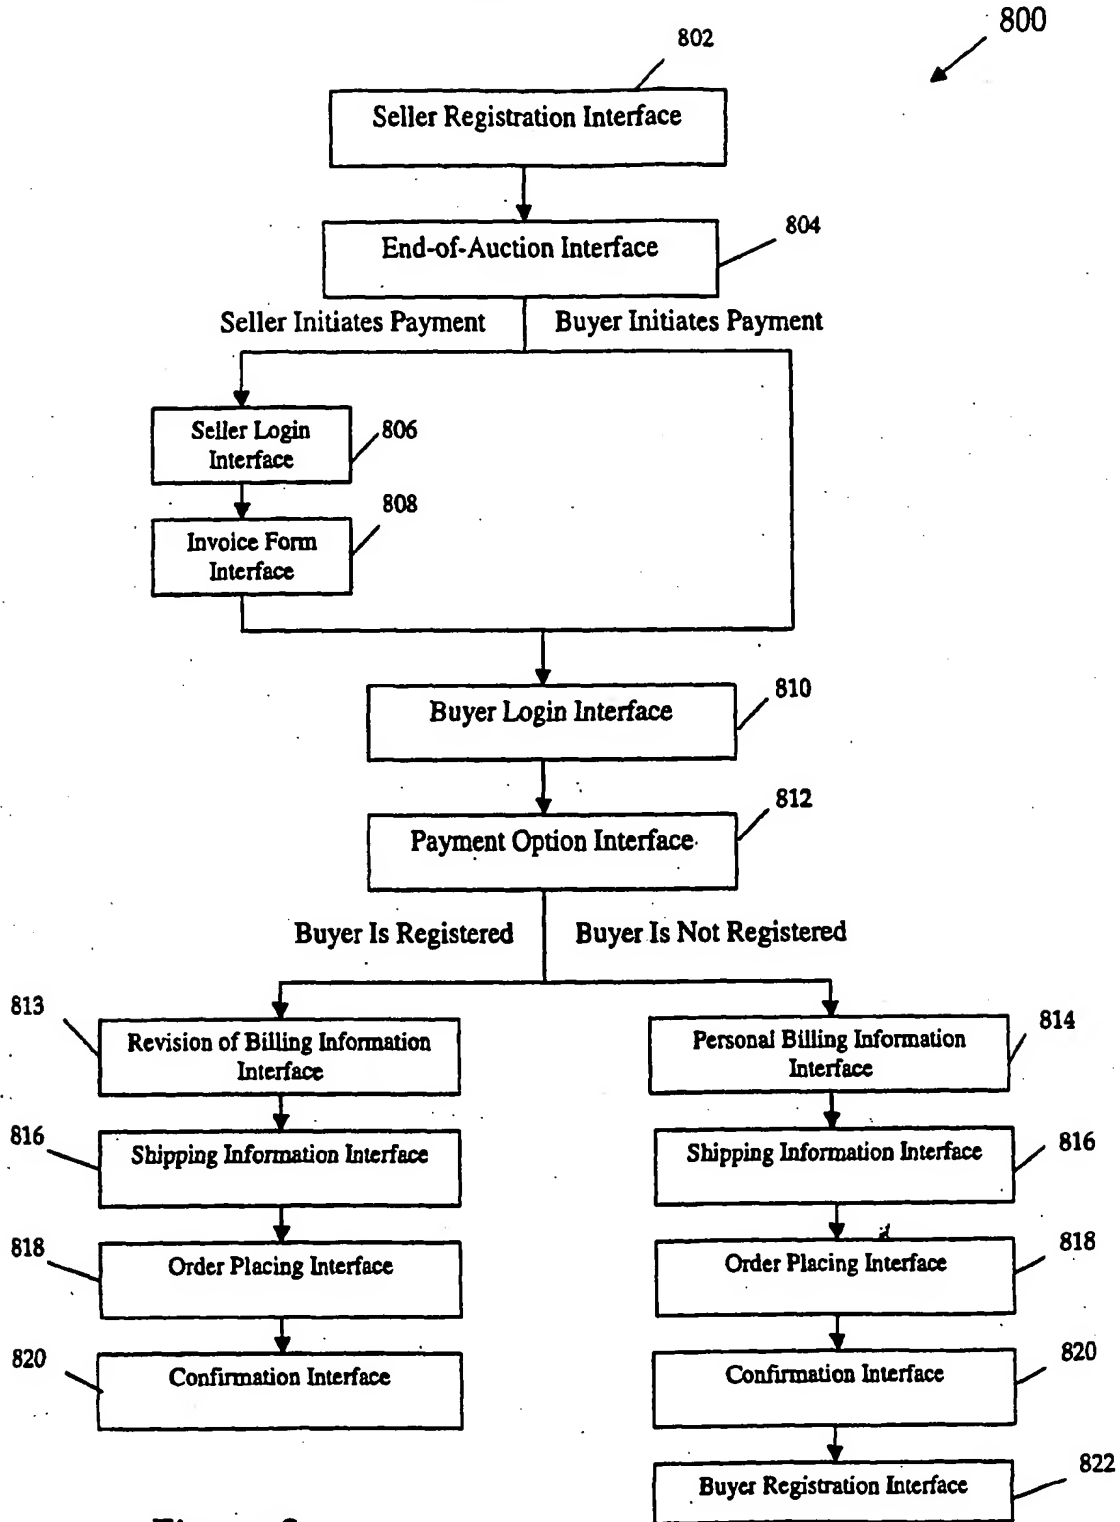 800
802
Seller Registration Interface
804
End-of-Auction Interface
Seller Initiates Payment
Buyer Initiates Payment
Seller Login
Interface
806
808
Invoice Form
Interface
810
Buyer Login Interface
812
Payment Option Interface
Buyer Is Registered
Buyer Is Not Registered
813
Revision of Billing Information
Interface
814
Personal Billing Information
Interface
816
Shipping Information Interface
816
Shipping Information Interface
818
Order Placing Interface
818
Order Placing Interface
820
Confirmation Interface
820
Confirmation Interface
822
Buyer Registration Interface